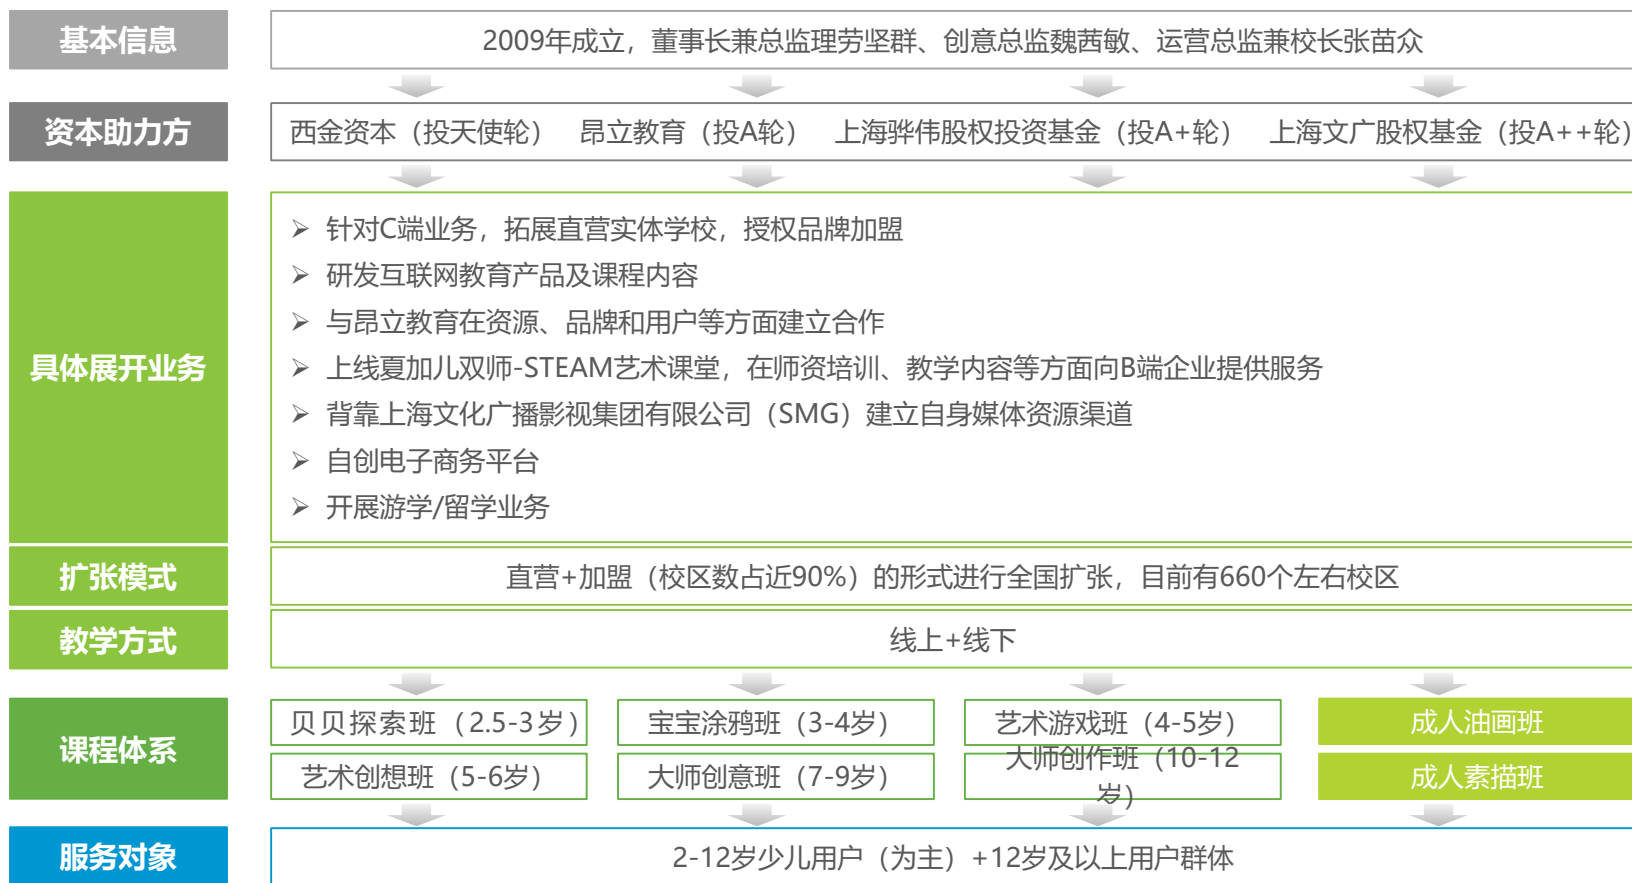 基本信息
2009年成立，董事长兼总监理劳坚群、创意总监魏茜敏、运营总监兼校长张苗众
资本助力方
西金资本（投天使轮） 昂立教育（投A轮） 上海骅伟股权投资基金（投A+轮） 上海文广股权基金（投A++轮）
具体展开业务
➢ 针对C端业务，拓展直营实体学校，授权品牌加盟
➢ 研发互联网教育产品及课程内容
➢ 与昂立教育在资源、品牌和用户等方面建立合作
➢ 上线夏加儿双师-STEAM艺术课堂，在师资培训、教学内容等方面向B端企业提供服务
➢ 背靠上海文化广播影视集团有限公司（SMG）建立自身媒体资源渠道
➢ 自创电子商务平台
➢ 开展游学/留学业务
扩张模式
直营+加盟（校区数占近90%）的形式进行全国扩张，目前有660个左右校区
教学方式
线上+线下
课程体系
贝贝探索班（2.5-3岁） 宝宝涂鸦班（3-4岁） 艺术游戏班（4-5岁） 成人油画班
艺术创想班（5-6岁） 大师创意班（7-9岁） 大师创作班（10-12
岁） 成人素描班
服务对象
2-12岁少儿用户（为主）+12岁及以上用户群体